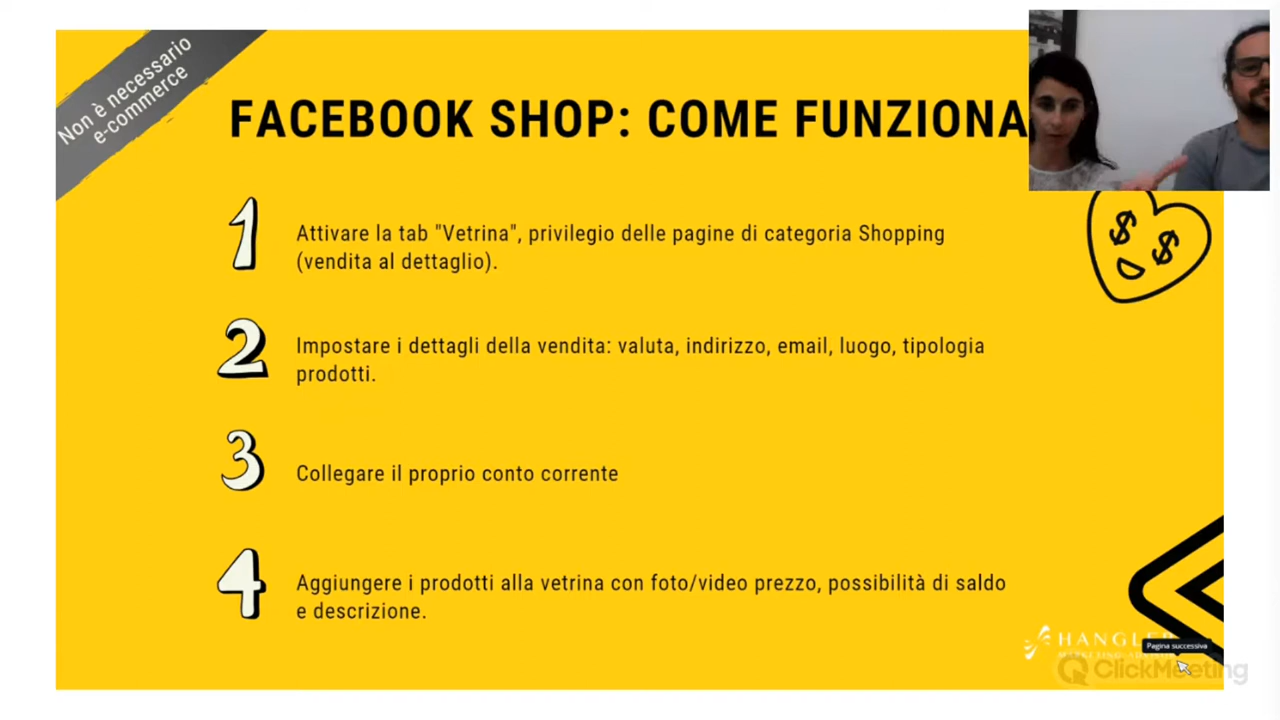 Non è necessario
e-commerce
FACEBOOK SHOP: COME FUNZIONA
1
Attivare la tab "Vetrina", privilegio delle pagine di categoria Shopping
(vendita al dettaglio).
2
Impostare i dettagli della vendita: valuta, indirizzo, email, luogo, tipologia
prodotti.
3
Collegare il proprio conto corrente
4
Aggiungere i prodotti alla vetrina con foto/video prezzo, possibilità di saldo
e descrizione.
Pagina successiva
ClickMeeting